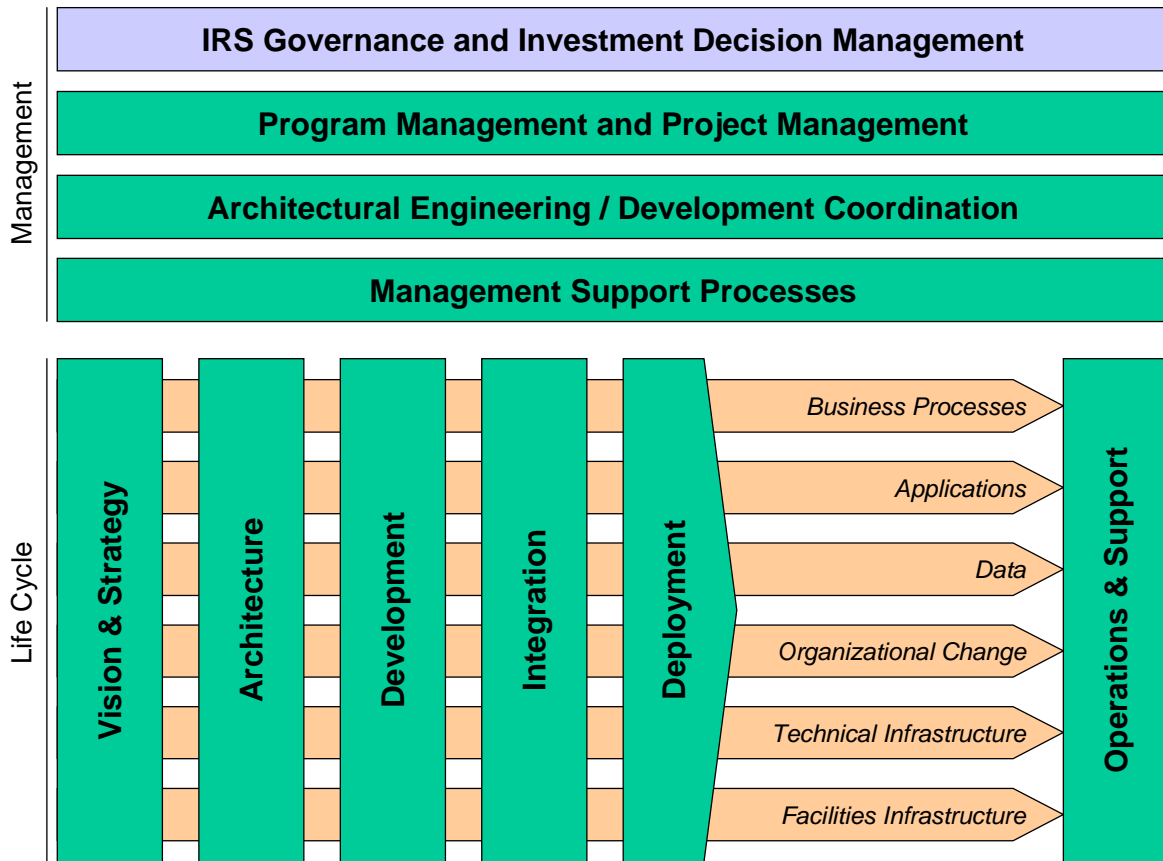 Management
IRS Governance and Investment Decision Management
Program Management and Project Management
Architectural Engineering / Development Coordination
Management Support Processes
Life Cycle
Vision & Strategy
Architecture
Development
Integration
Deployment
Business Processes
Applications
Data
Organizational Change
Technical Infrastructure
Facilities Infrastructure
Operations & Support